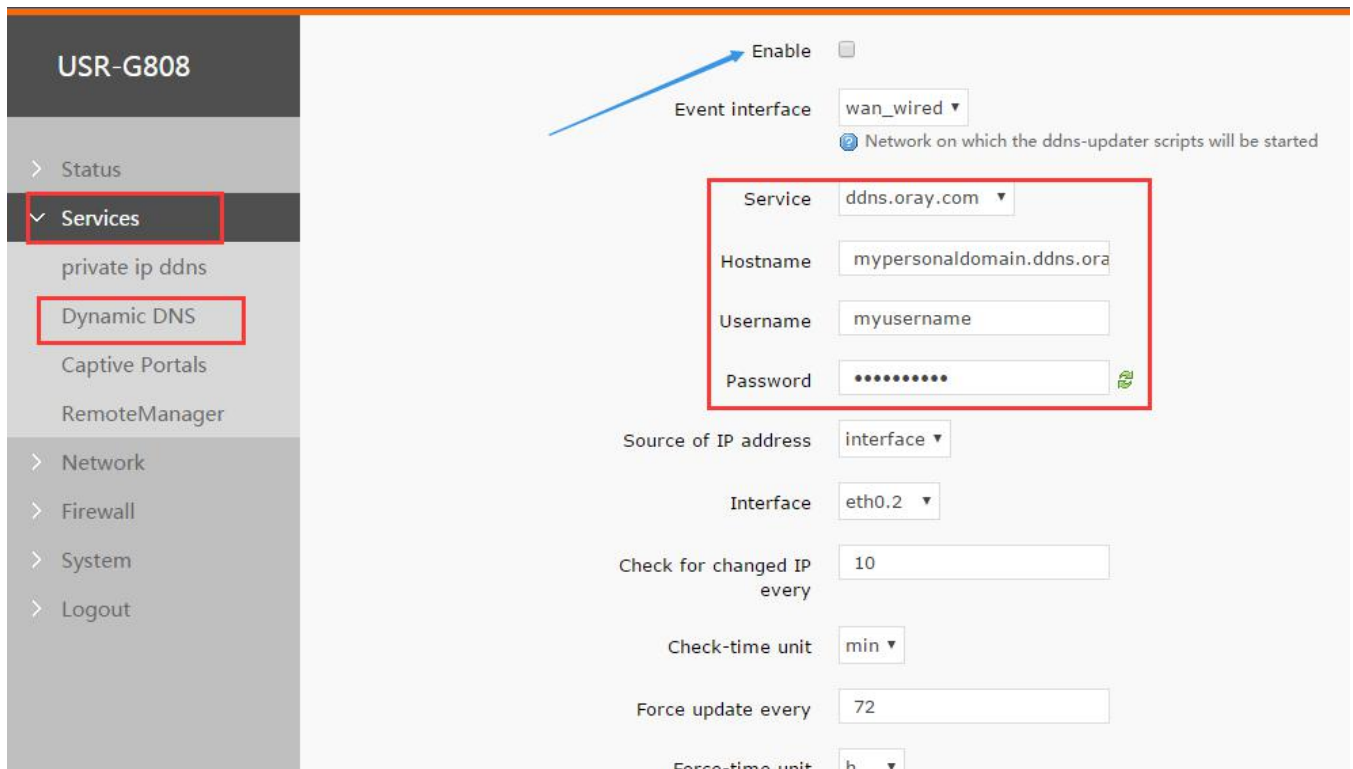 USR-G808
Status
Services
private ip ddns
Dynamic DNS
Captive Portals
RemoteManager
Network
Firewall
System
Logout
Enable
Event interface wan_wired
Network on which the ddns-updater scripts will be started
Service ddns.oray.com
Hostname mypersonaldomain.ddns.ora
Username myusername
Password ••••••••••
Source of IP address interface
Interface eth0.2
Check for changed IP
every 10
Check-time unit min
Force update every 72
Force-time unit h